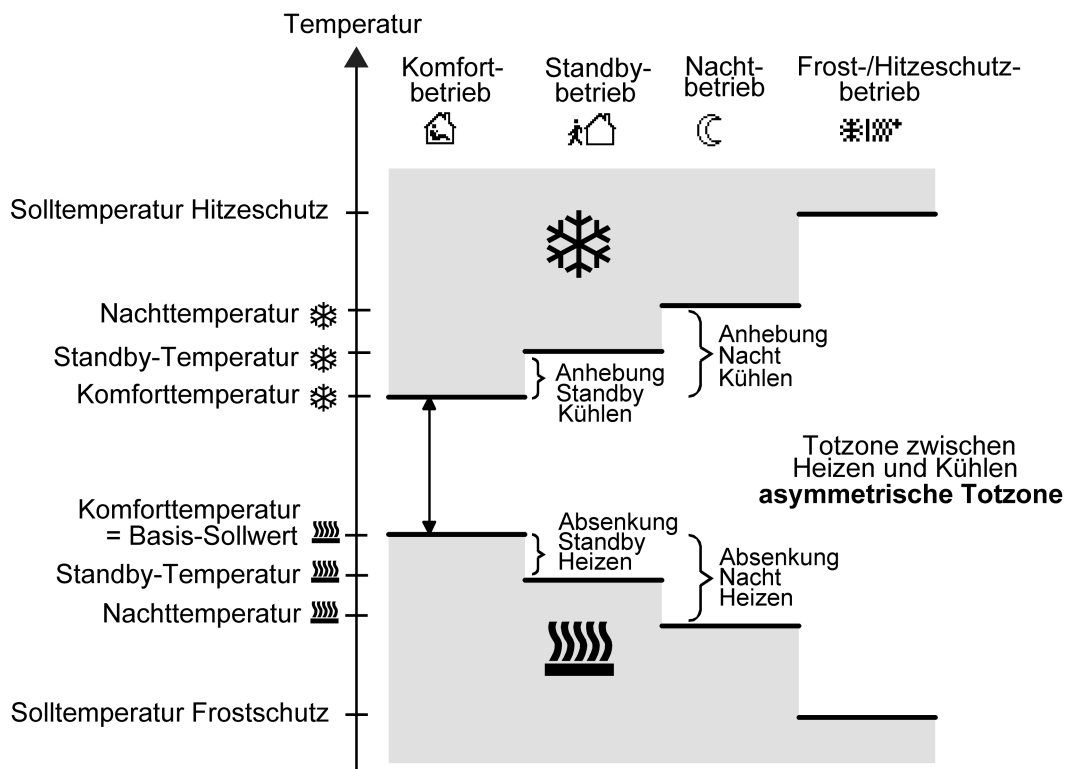 Temperatur
Komfort-
betrieb
Standby-
betrieb
Nacht-
betrieb
Frost-/Hitzeschutz-
betrieb
Solltemperatur Hitzeschutz
Nachttemperatur
Standby-Temperatur
Komforttemperatur
Anhebung
Standby
Kühlen
Anhebung
Nacht
Kühlen
Totzone zwischen
Heizen und Kühlen
asymmetrische Totzone
Komforttemperatur
= Basis-Sollwert
Standby-Temperatur
Nachttemperatur
Absenkung
Standby
Heizen
Absenkung
Nacht
Heizen
Solltemperatur Frostschutz